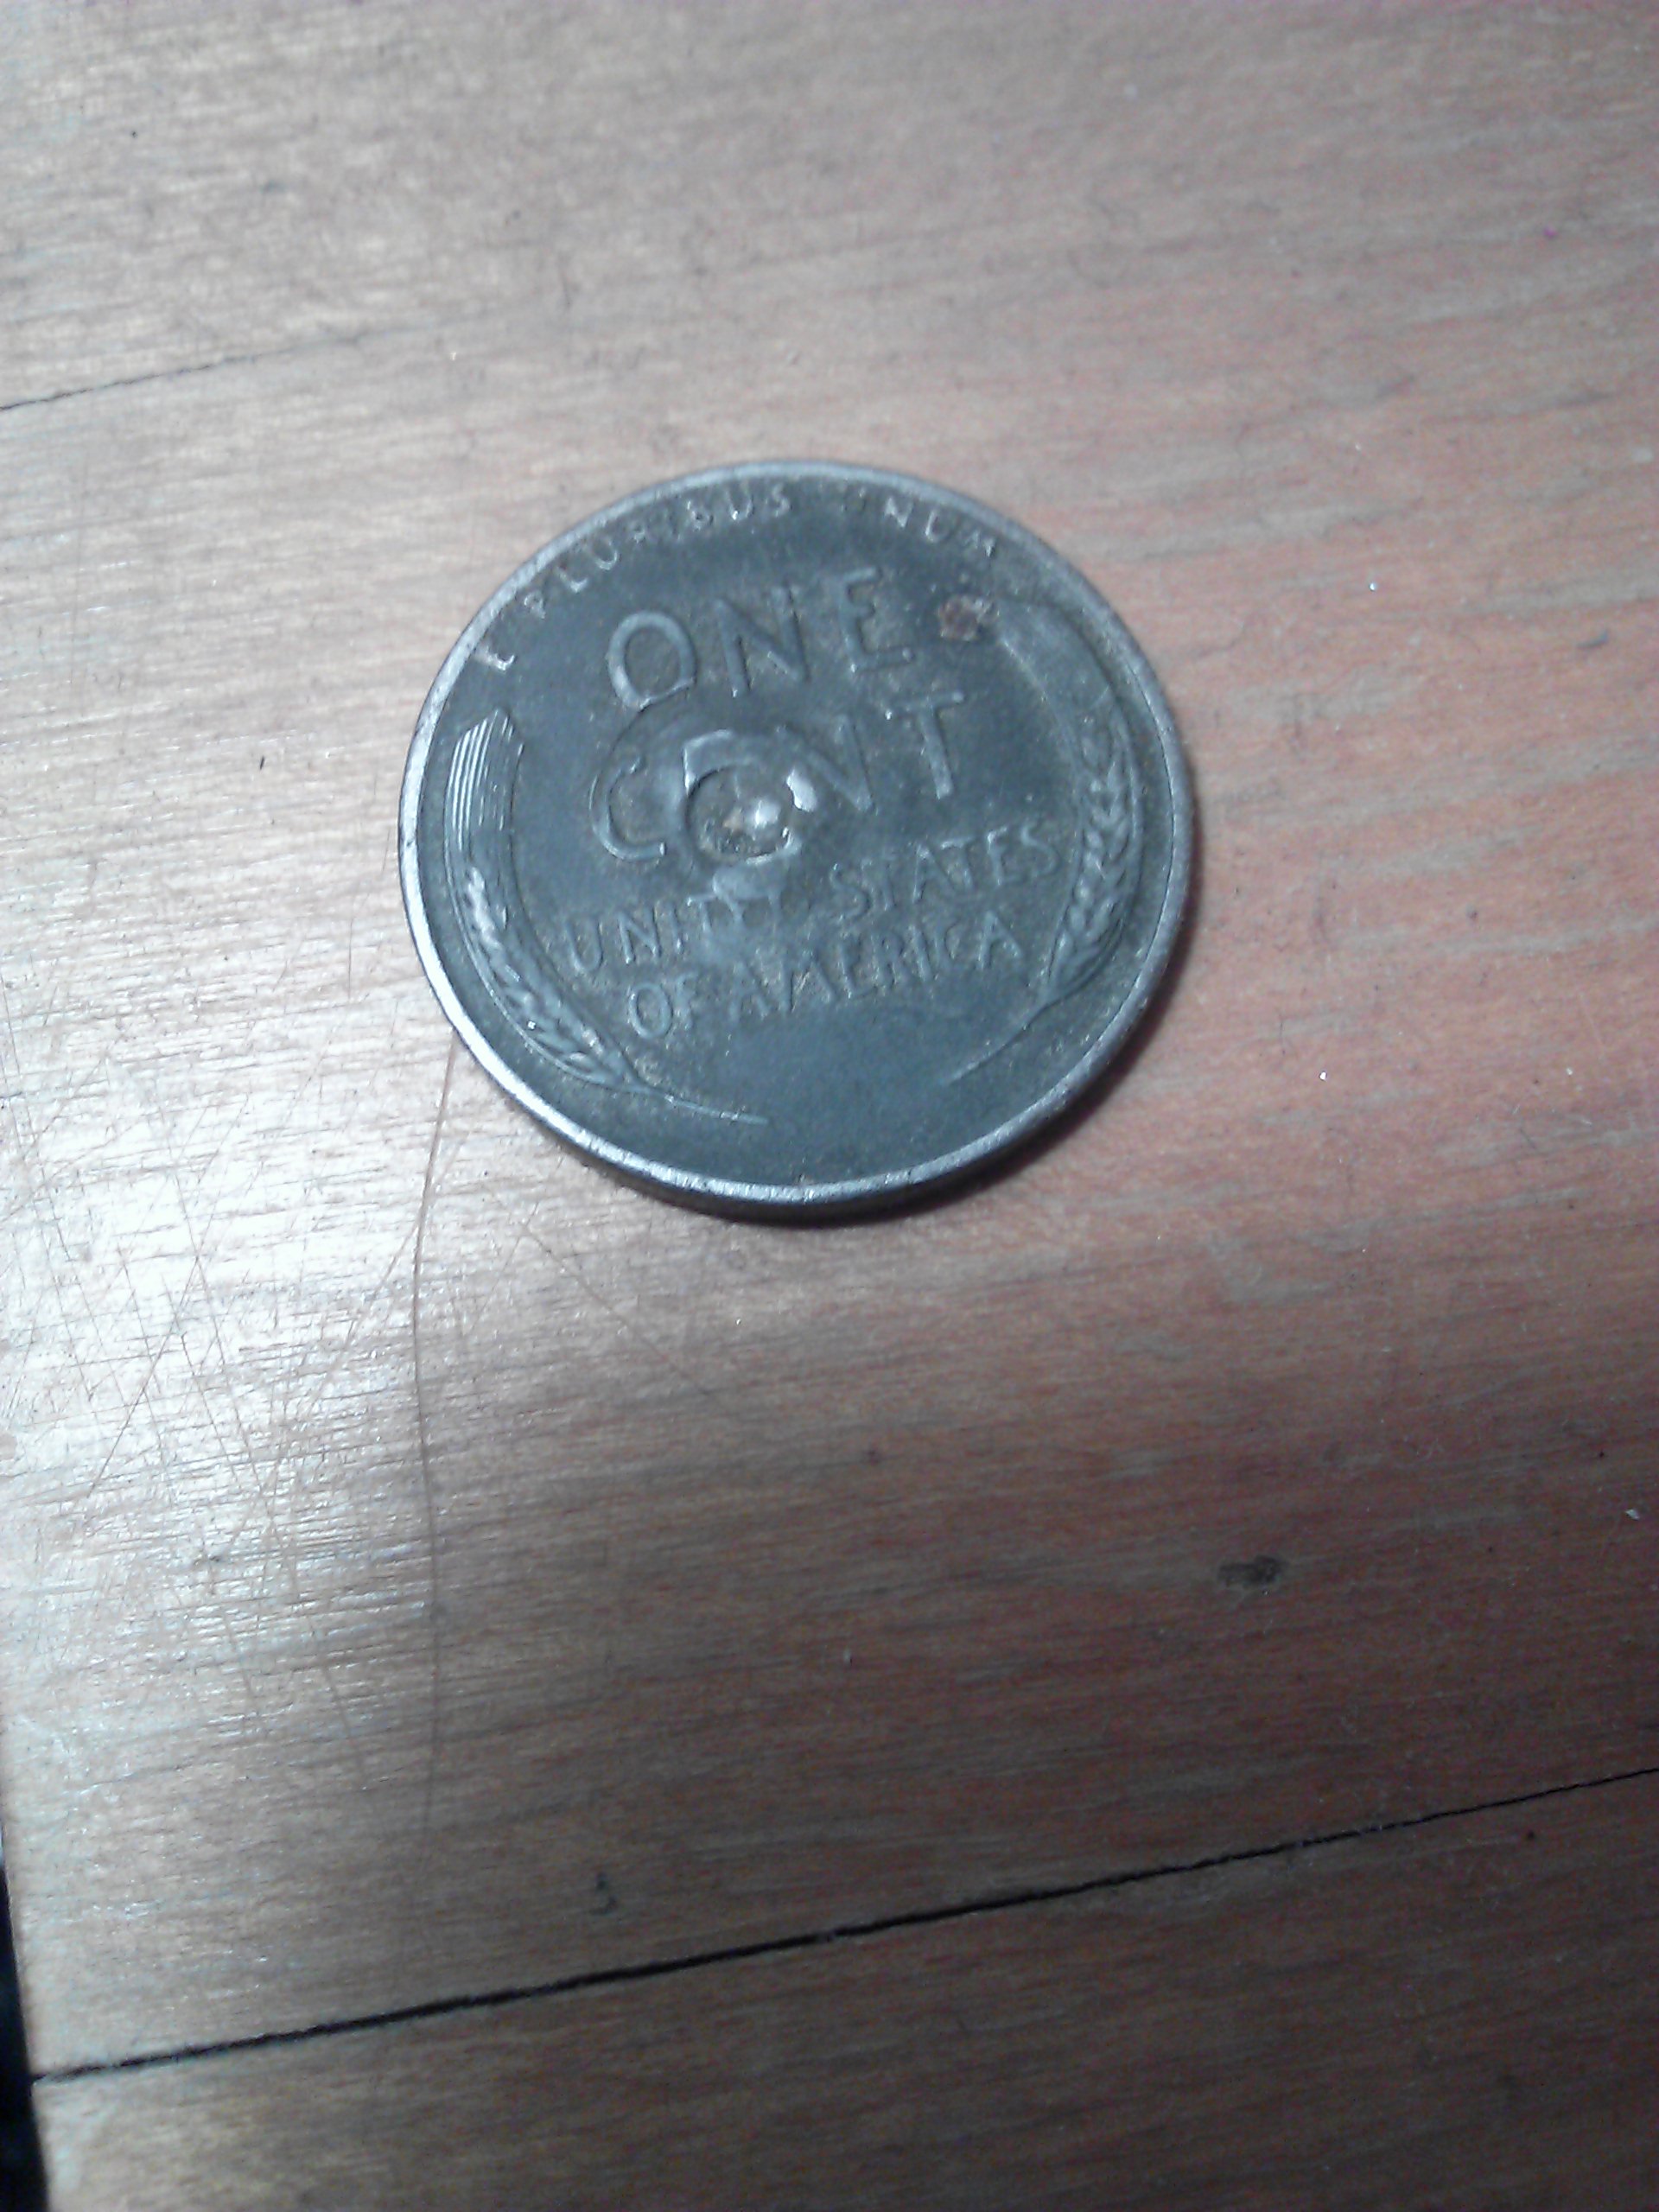 E PLURIBUS UNUM
ONE
CENT
UNITED STATES
OF AMERICA